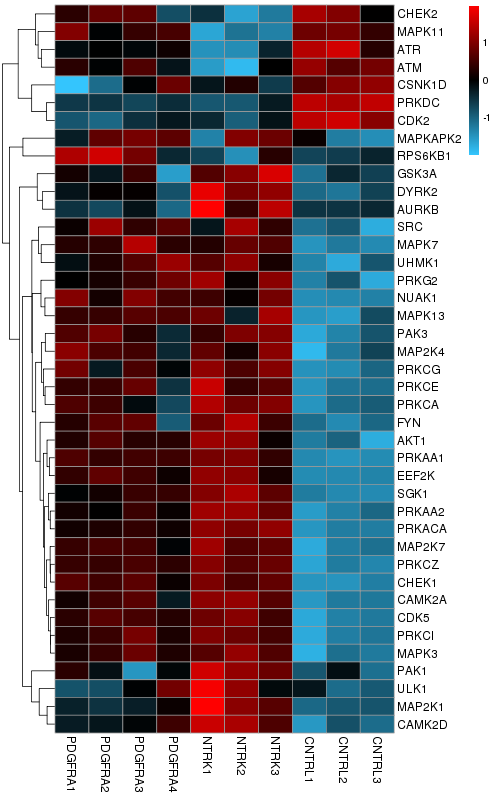 CHEK2
MAPK11
ATR
ATM
CSNK1D
PRKDC
CDK2
MAPKAPK2
RPS6KB1
GSK3A
DYRK2
AURKB
SRC
MAPK7
UHMK1
PRKG2
NUAK1
MAPK13
PAK3
MAP2K4
PRKCG
PRKCE
PRKCA
FYN
AKT1
PRKAA1
EEF2K
SGK1
PRKAA2
PRKACA
MAP2K7
PRKCZ
CHEK1
CAMK2A
CDK5
PRKCI
MAPK3
PAK1
ULK1
MAP2K1
CAMK2D
PDGFRA1
PDGFRA2
PDGFRA3
PDGFRA4
NTRK1
NTRK2
NTRK3
CNTRL1
CNTRL2
CNTRL3
1
0
-1